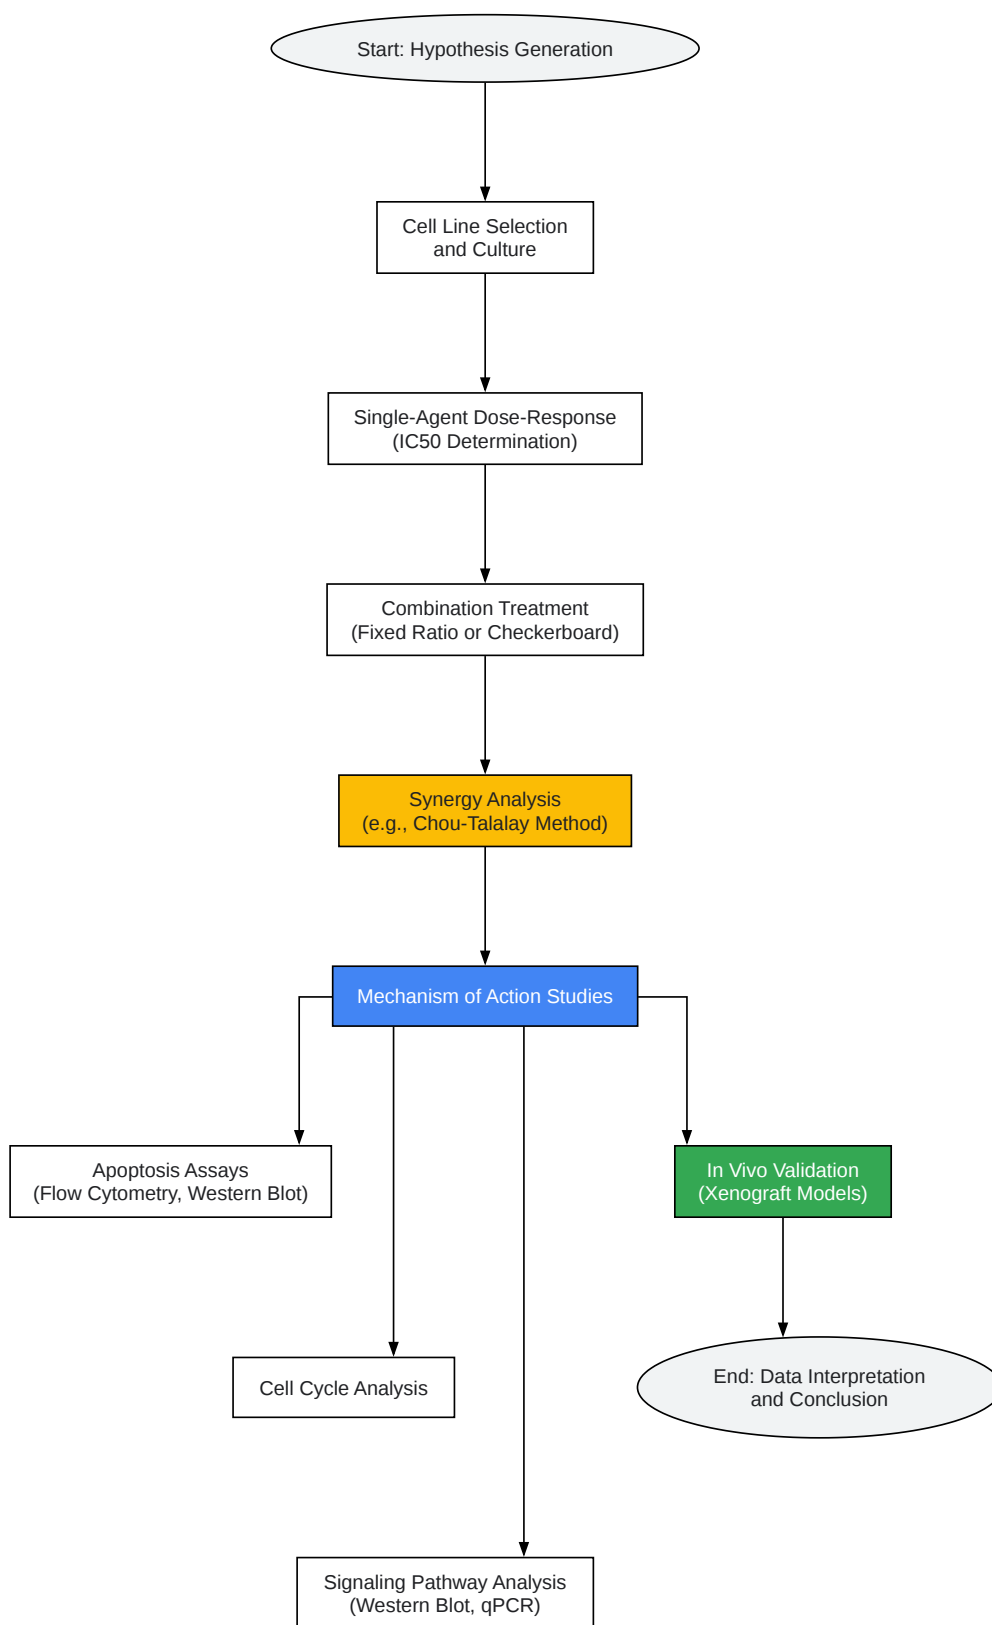 Start: Hypothesis Generation
Cell Line Selection
and Culture
Single-Agent Dose-Response
(IC50 Determination)
Combination Treatment
(Fixed Ratio or Checkerboard)
Synergy Analysis
(e.g., Chou-Talalay Method)
Mechanism of Action Studies
Apoptosis Assays
(Flow Cytometry, Western Blot)
In Vivo Validation
(Xenograft Models)
Cell Cycle Analysis
End: Data Interpretation
and Conclusion
Signaling Pathway Analysis
(Western Blot, qPCR)